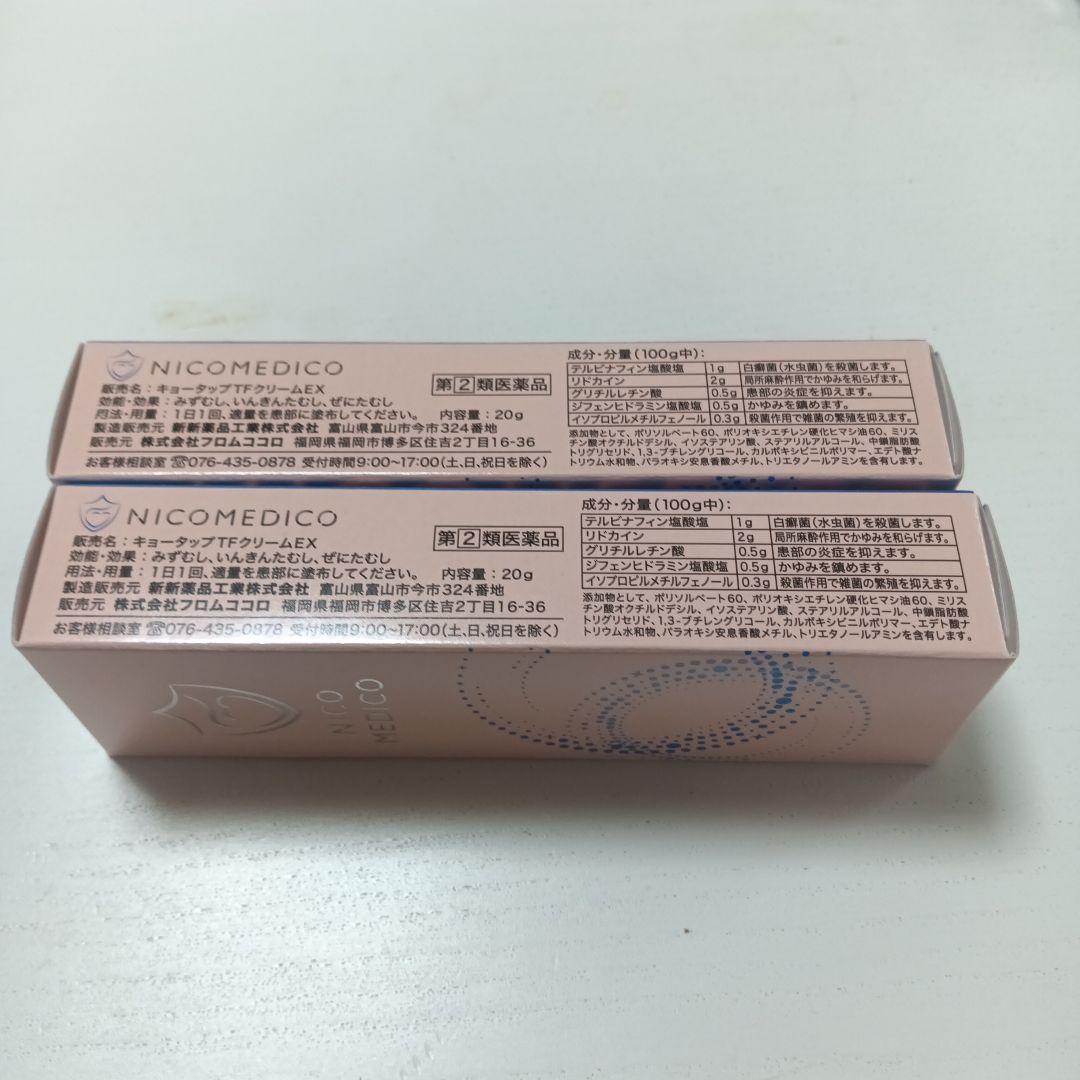 NICOMEDICO
販売名：キョータップTFクリームEX
第②類医薬品
効能・効果：みずむし、いんきんたむし、ぜにたむし
用法・用量：1日1回、適量を患部に塗布してください。 内容量：20g
製造販売元 新新薬品工業株式会社 富山県富山市今市324番地
販売元 株式会社フロムココロ 福岡県福岡市博多区住吉2丁目16-36
お客様相談室 ☎076-435-0878 受付時間9:00~17:00(土、日、祝日を除く)
成分・分量(100g中)：
テルビナフィン塩酸塩 1g 白癬菌(水虫菌)を殺菌します。
リドカイン 2g 局所麻酔作用でかゆみを和らげます。
グリチルレチン酸 0.5g 患部の炎症を抑えます。
ジフェンヒドラミン塩酸塩 0.5g かゆみを鎮めます。
イソプロピルメチルフェノール 0.3g 殺菌作用で雑菌の繁殖を抑えます。
添加物として、ポリソルベート60、ポリオキシエチレン硬化ヒマシ油60、ミリス
チン酸オクチルドデシル、イソステアリン酸、ステアリルアルコール、中鎖脂肪酸
トリグリセリド、1,3-ブチレングリコール、カルボキシビニルポリマー、エデト酸ナ
トリウム水和物、パラオキシ安息香酸メチル、トリエタノールアミンを含有します。
NICOMEDICO
販売名：キョータップTFクリームEX
第②類医薬品
効能・効果：みずむし、いんきんたむし、ぜにたむし
用法・用量：1日1回、適量を患部に塗布してください。 内容量：20g
製造販売元 新新薬品工業株式会社 富山県富山市今市324番地
販売元 株式会社フロムココロ 福岡県福岡市博多区住吉2丁目16-36
お客様相談室 ☎076-435-0878 受付時間9:00~17:00(土、日、祝日を除く)
成分・分量(100g中)：
テルビナフィン塩酸塩 1g 白癬菌(水虫菌)を殺菌します。
リドカイン 2g 局所麻酔作用でかゆみを和らげます。
グリチルレチン酸 0.5g 患部の炎症を抑えます。
ジフェンヒドラミン塩酸塩 0.5g かゆみを鎮めます。
イソプロピルメチルフェノール 0.3g 殺菌作用で雑菌の繁殖を抑えます。
添加物として、ポリソルベート60、ポリオキシエチレン硬化ヒマシ油60、ミリス
チン酸オクチルドデシル、イソステアリン酸、ステアリルアルコール、中鎖脂肪酸
トリグリセリド、1,3-ブチレングリコール、カルボキシビニルポリマー、エデト酸ナ
トリウム水和物、パラオキシ安息香酸メチル、トリエタノールアミンを含有します。
NICO
MEDICO